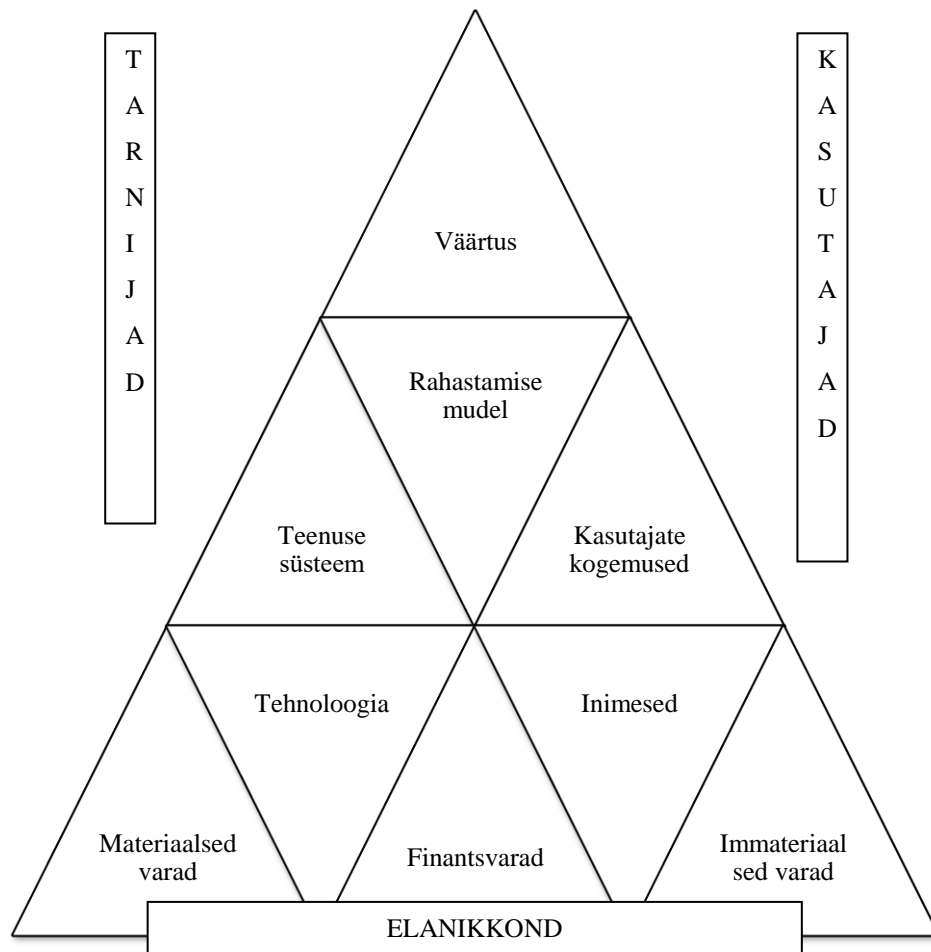 TARNIJAD
KASUTAJAD
Väärtus
Rahastamise
mudel
Teenuse
süsteem
Kasutajate
kogemused
Tehnoloogia
Inimesed
Materiaalsed
varad
Finantsvarad
Immateriaal
sed varad
ELANIKKOND